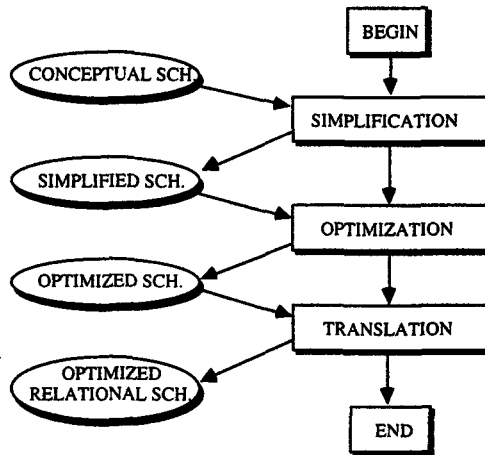 BEGIN
CONCEPTUAL SCH.
SIMPLIFICATION
SIMPLIFIED SCH.
OPTIMIZATION
OPTIMIZED SCH.
TRANSLATION
OPTIMIZED
RELATIONAL SCH.
END